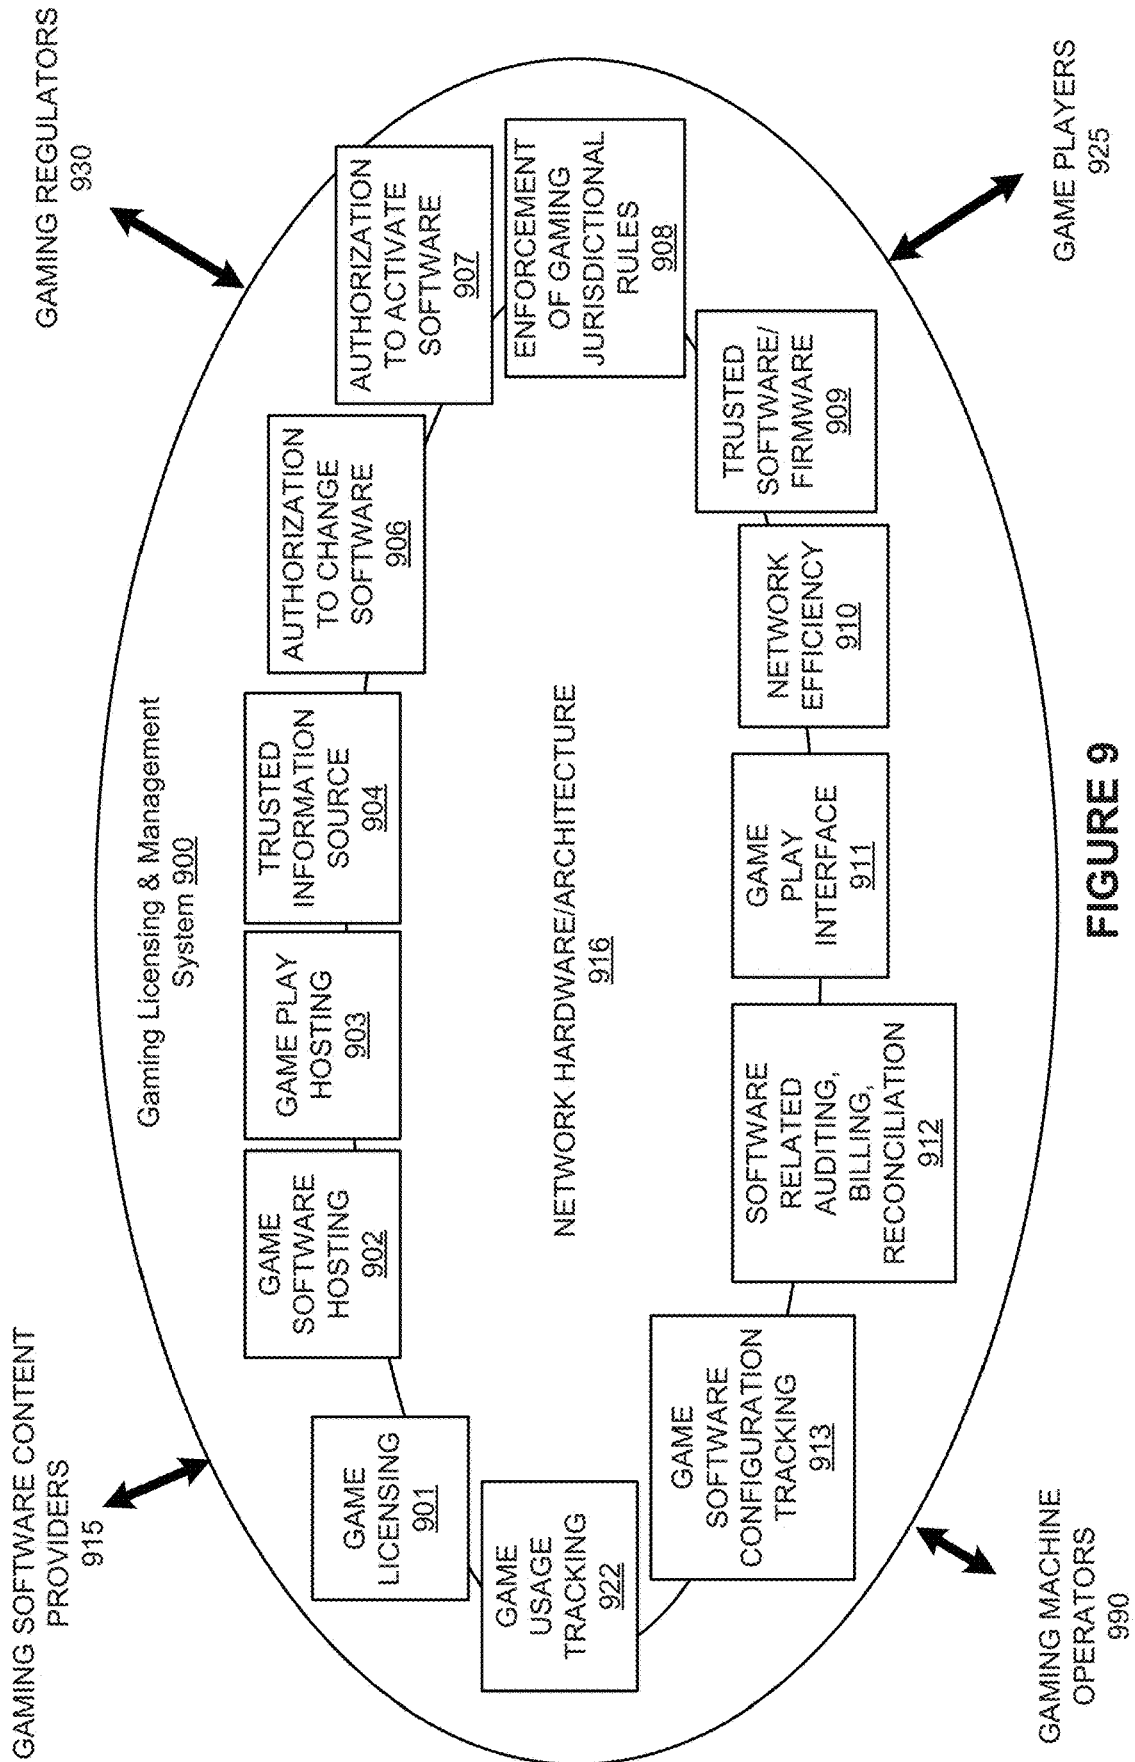 GAMING SOFTWARE CONTENT
PROVIDERS
915
GAMING REGULATORS
930
Gaming Licensing & Management
System 900
GAME
LICENSING
901
GAME
SOFTWARE
HOSTING
902
GAME PLAY
HOSTING
903
TRUSTED
INFORMATION
SOURCE
904
AUTHORIZATION
TO CHANGE
SOFTWARE
906
AUTHORIZATION
TO ACTIVATE
SOFTWARE
907
ENFORCEMENT
OF GAMING
JURISDICTIONAL
RULES
908
NETWORK HARDWARE/ARCHITECTURE
916
GAME
USAGE
TRACKING
922
GAME
SOFTWARE
CONFIGURATION
TRACKING
913
SOFTWARE
RELATED
AUDITING,
BILLING,
RECONCILIATION
912
GAME
PLAY
INTERFACE
911
NETWORK
EFFICIENCY
910
TRUSTED
SOFTWARE/
FIRMWARE
909
GAMING MACHINE
OPERATORS
990
GAME PLAYERS
925
FIGURE 9